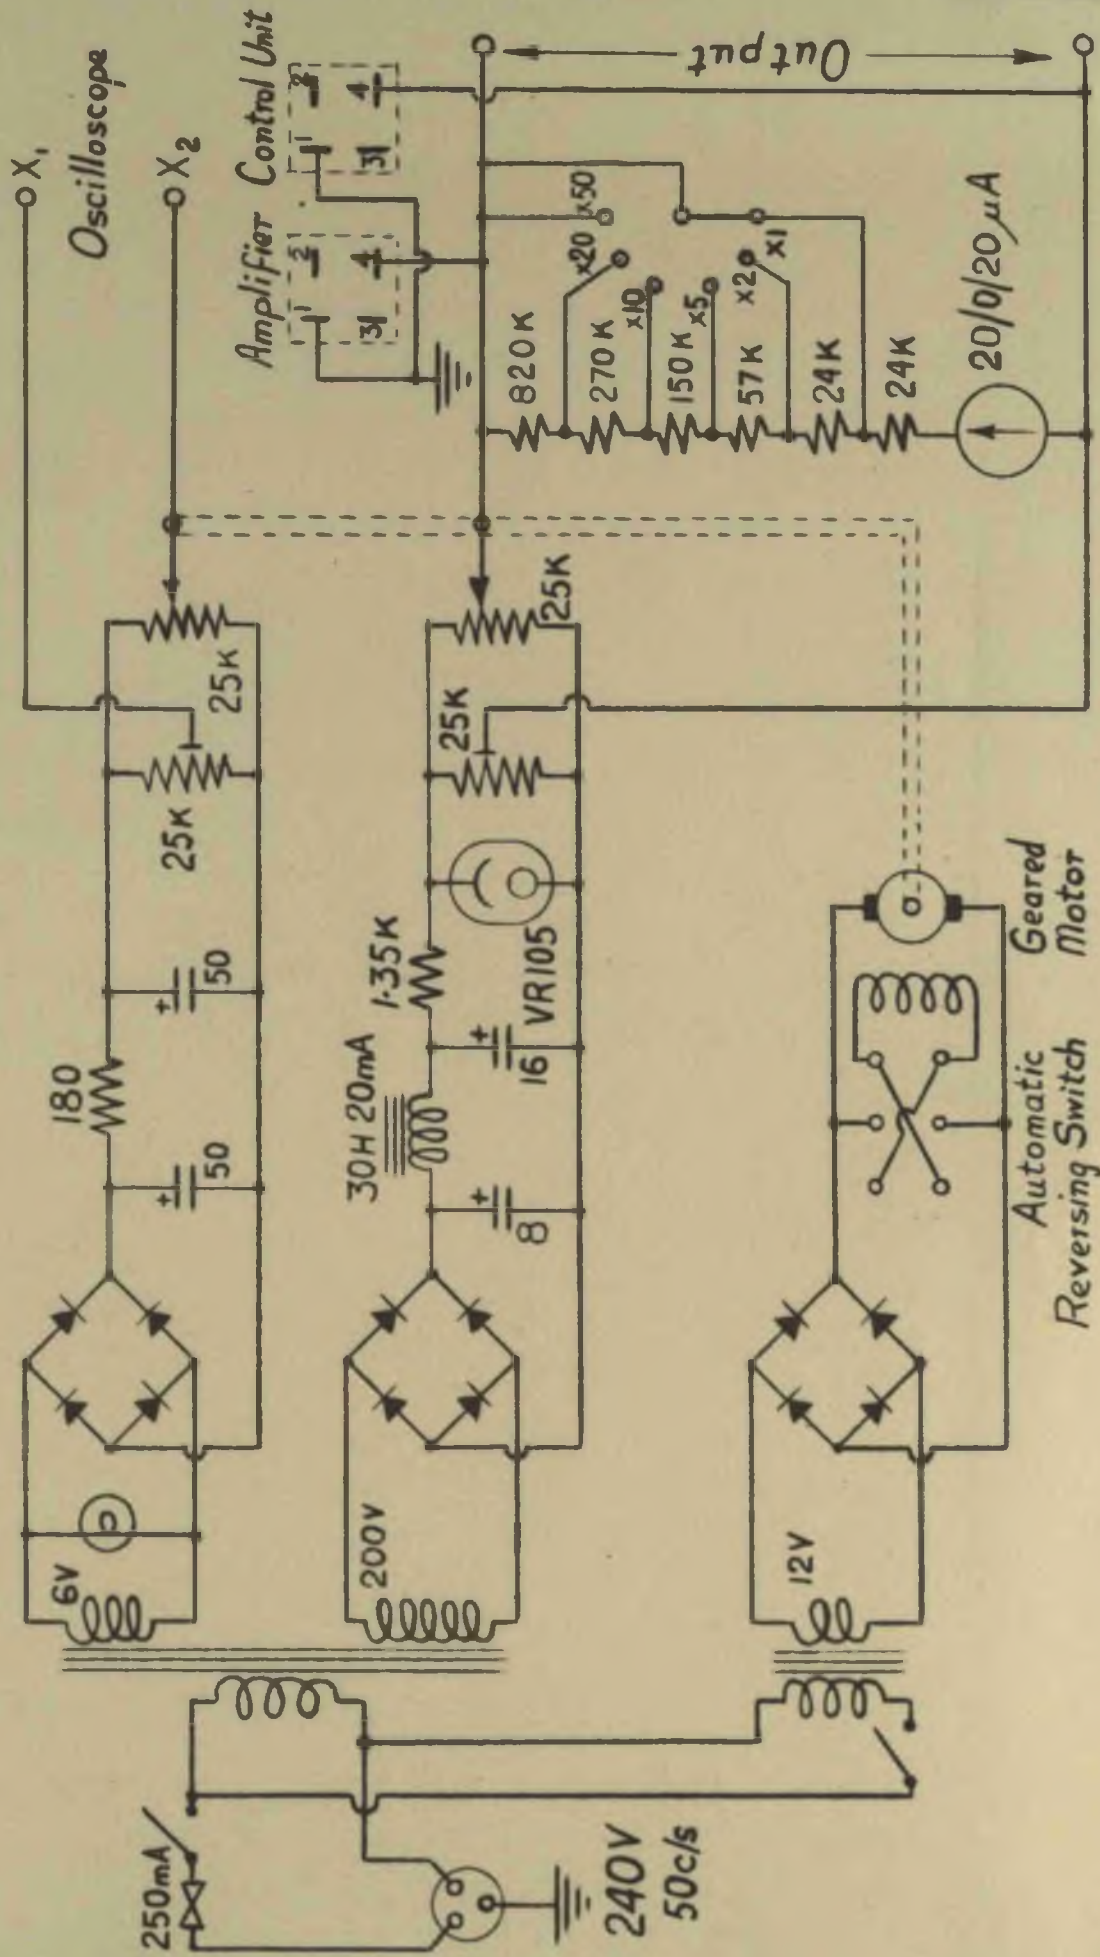 X₁
Oscilloscope
X₂
Amplifier
Control Unit
1
2
3
4
1
2
3
4
Output
6V
180
50
50
25K
25K
200V
30H 20mA
1·35K
8
16
VR105
25K
25K
820K
270K
150K
57K
24K
24K
x50
x20
x10
x5
x2
x1
20/0/20 μA
250mA
240V
50c/s
12V
Automatic
Reversing Switch
Geared
Motor